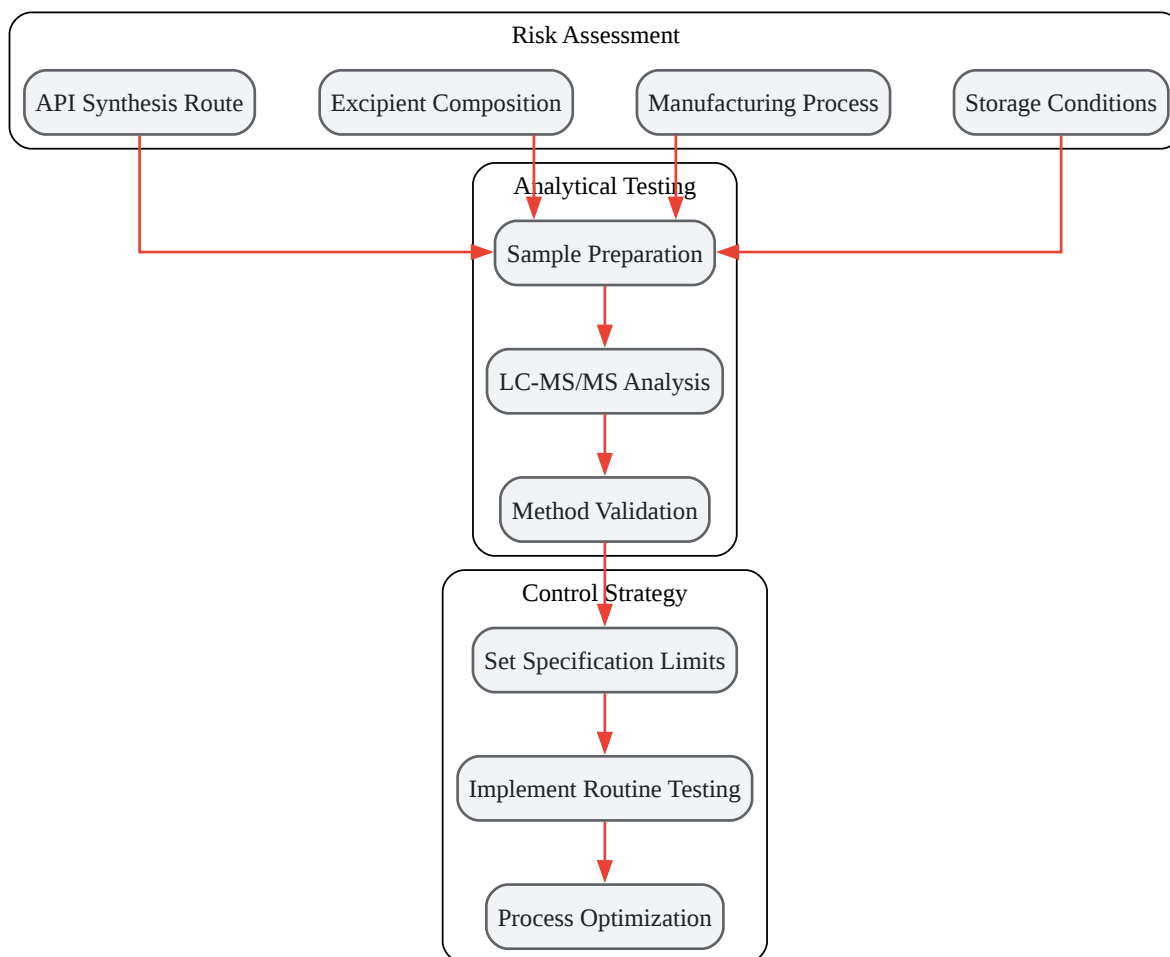 Risk Assessment
API Synthesis Route
Excipient Composition
Manufacturing Process
Storage Conditions
Analytical Testing
Sample Preparation
LC-MS/MS Analysis
Method Validation
Control Strategy
Set Specification Limits
Implement Routine Testing
Process Optimization